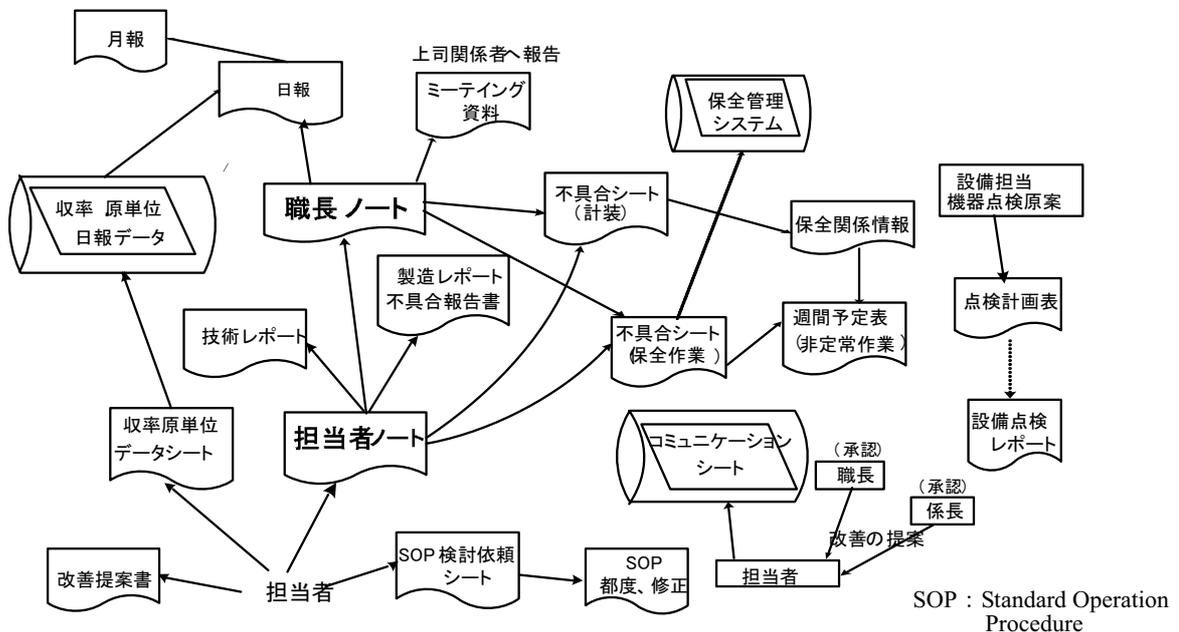 月報
日報
上司関係者へ報告
ミーテイング
資料
保全管理
システム
収率 原単位
日報データ
職長 ノート
不具合シート
(計装)
保全関係情報
設備担当
機器点検原案
製造レポート
不具合報告書
技術レポート
不具合シート
(保全作業 )
週間予定表
(非定常作業)
点検計画表
収率原単位
データシート
担当者ノート
コミュニケーション
シート
(承認)
職長
(承認)
係長
設備点検
レポート
改善の提案
担当者
改善提案書
担当者
SOP 検討依頼
シート
SOP
都度、修正
SOP : Standard Operation
Procedure